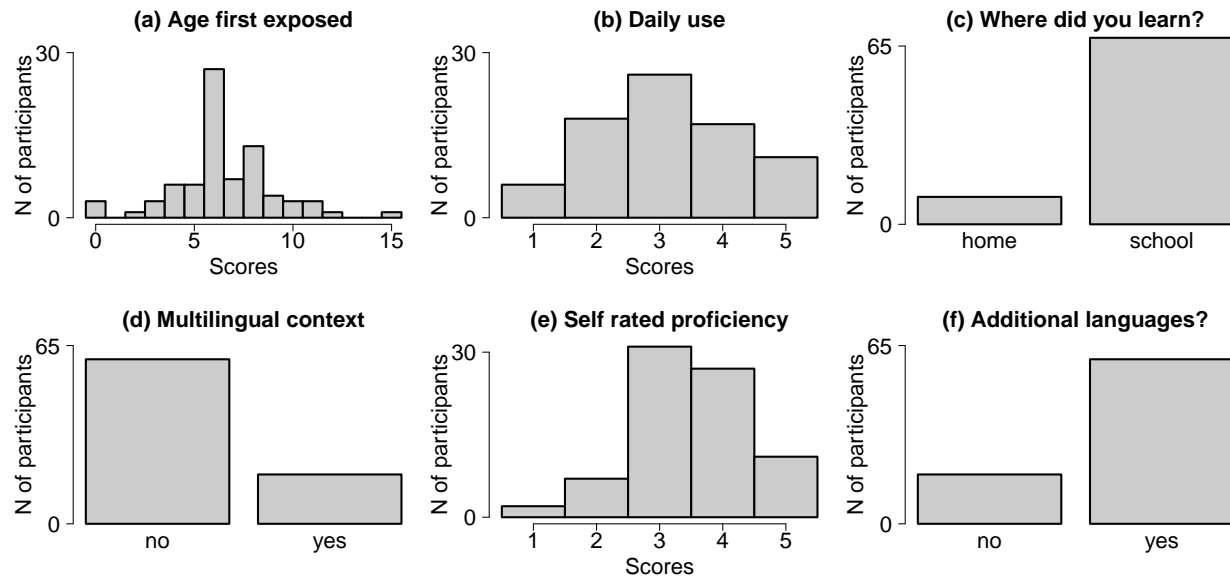 (a) Age first exposed
N of participants
30
0
0 5 10 15
Scores
(b) Daily use
N of participants
30
0
1 2 3 4 5
Scores
(c) Where did you learn?
N of participants
65
0
home school
(d) Multilingual context
N of participants
65
0
no yes
(e) Self rated proficiency
N of participants
30
0
1 2 3 4 5
Scores
(f) Additional languages?
N of participants
65
0
no yes